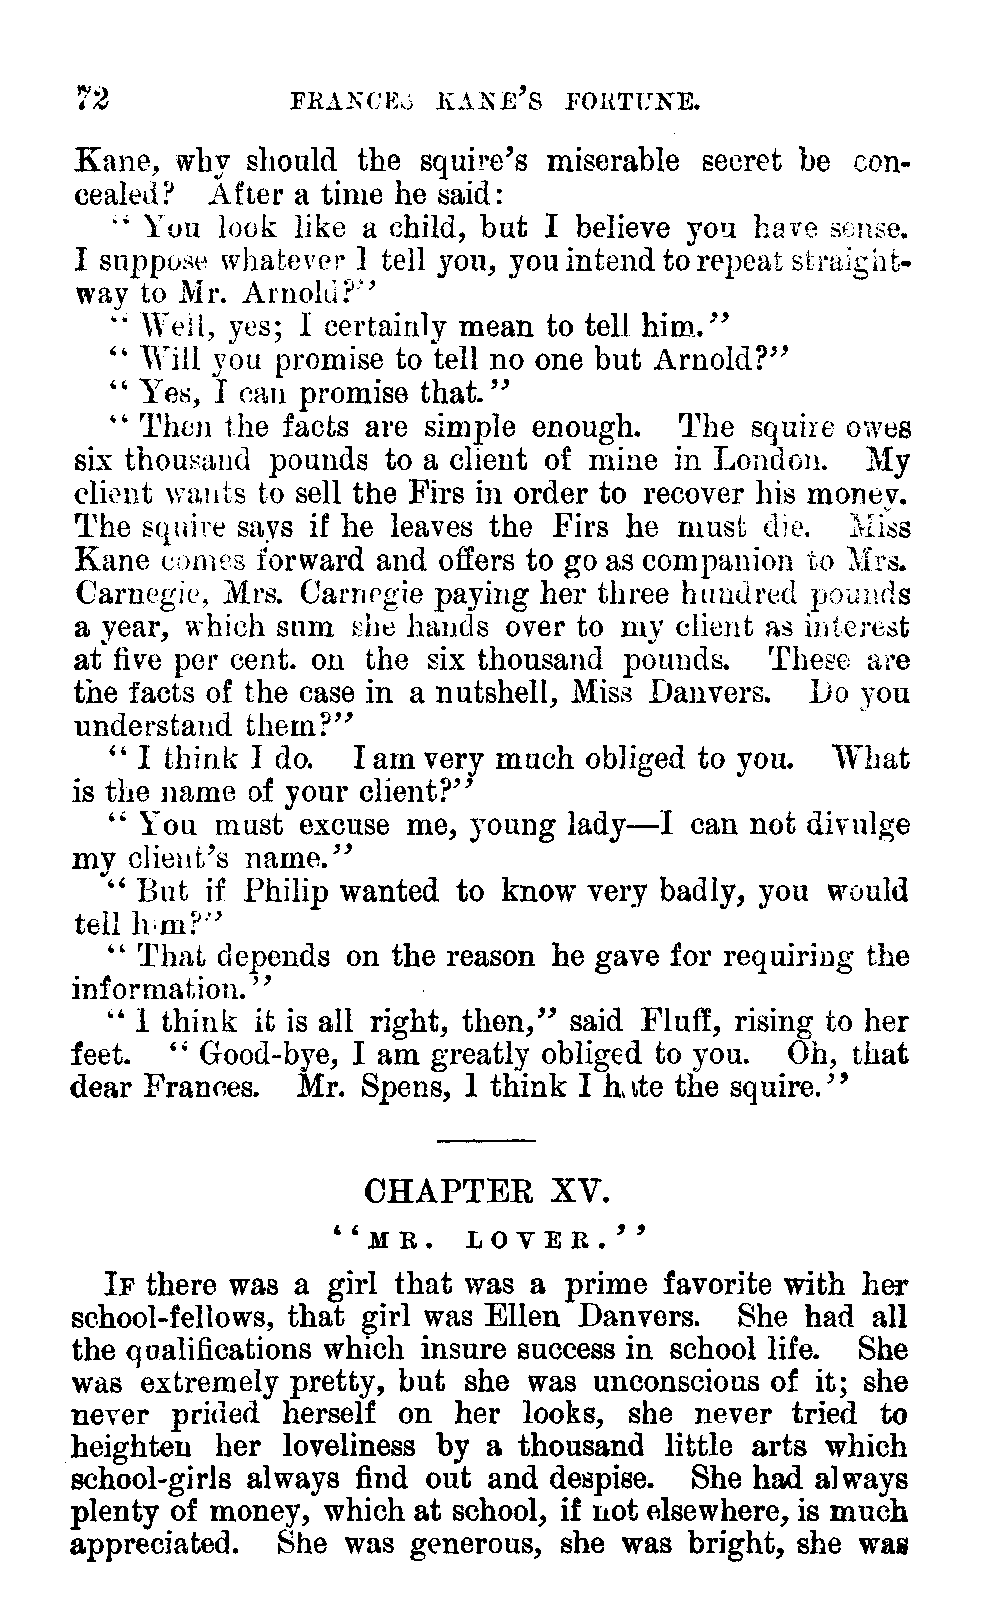 72 FRANCES KANE'S FORTUNE.
Kane, why should the squire's miserable secret be con-
cealed? After a time he said:
"You look like a child, but I believe you have sense.
I suppose whatever I tell you, you intend to repeat straight-
way to Mr. Arnold?"
"Well, yes; I certainly mean to tell him."
"Will you promise to tell no one but Arnold?"
"Yes, I can promise that."
"Then the facts are simple enough. The squire owes
six thousand pounds to a client of mine in London. My
client wants to sell the Firs in order to recover his money.
The squire says if he leaves the Firs he must die. Miss
Kane comes forward and offers to go as companion to Mrs.
Carnegie, Mrs. Carnegie paying her three hundred pounds
a year, which sum she hands over to my client as interest
at five per cent. on the six thousand pounds. These are
the facts of the case in a nutshell, Miss Danvers. Do you
understand them?"
"I think I do. I am very much obliged to you. What
is the name of your client?"
"You must excuse me, young lady—I can not divulge
my client's name."
"But if Philip wanted to know very badly, you would
tell him?"
"That depends on the reason he gave for requiring the
information."
"I think it is all right, then," said Fluff, rising to her
feet. "Good-bye, I am greatly obliged to you. Oh, that
dear Frances. Mr. Spens, I think I hate the squire."
CHAPTER XV.
"MR. LOVER."
IF there was a girl that was a prime favorite with her
school-fellows, that girl was Ellen Danvers. She had all
the qualifications which insure success in school life. She
was extremely pretty, but she was unconscious of it; she
never prided herself on her looks, she never tried to
heighten her loveliness by a thousand little arts which
school-girls always find out and despise. She had always
plenty of money, which at school, if not elsewhere, is much
appreciated. She was generous, she was bright, she was